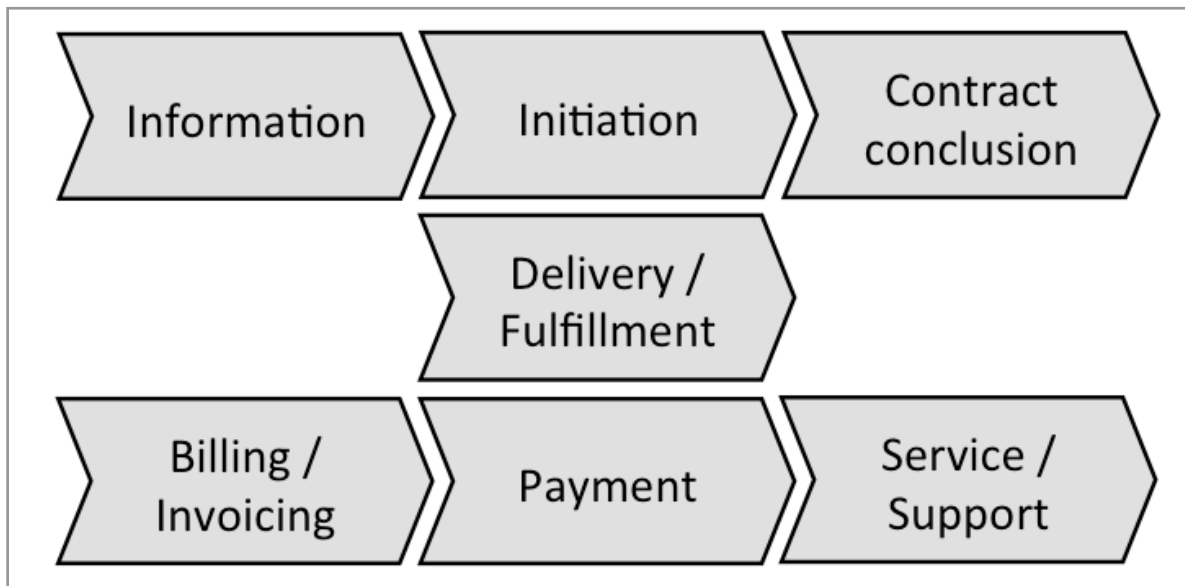 Information
Initiation
Contract
conclusion
Delivery /
Fulfillment
Billing /
Invoicing
Payment
Service /
Support